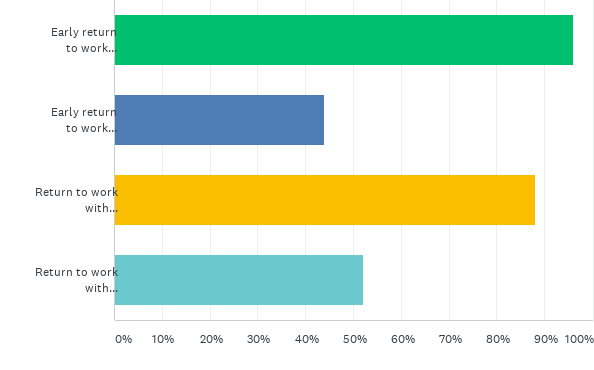 Early return
to work...
Early return
to work...
Return to work
with...
Return to work
with...
0% 10% 20% 30% 40% 50% 60% 70% 80% 90% 100%